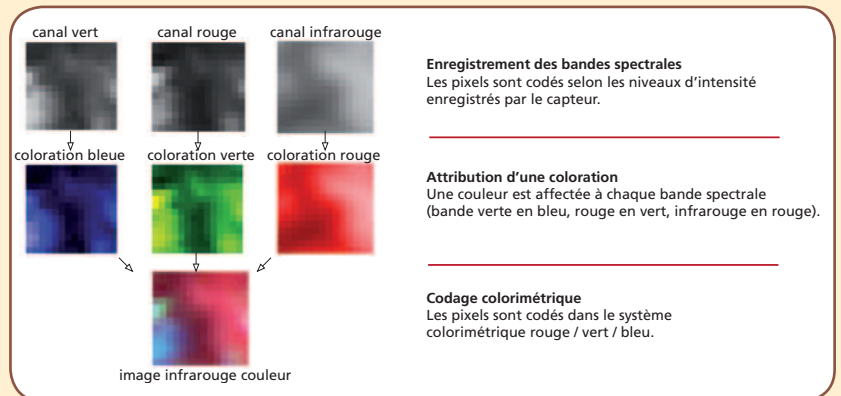 canal vert canal rouge canal infrarouge
Enregistrement des bandes spectrales
Les pixels sont codés selon les niveaux d’intensité
enregistrés par le capteur.
coloration bleue coloration verte coloration rouge
Attribution d’une coloration
Une couleur est affectée à chaque bande spectrale
(bande verte en bleu, rouge en vert, infrarouge en rouge).
Codage colorimétrique
Les pixels sont codés dans le système
colorimétrique rouge / vert / bleu.
image infrarouge couleur